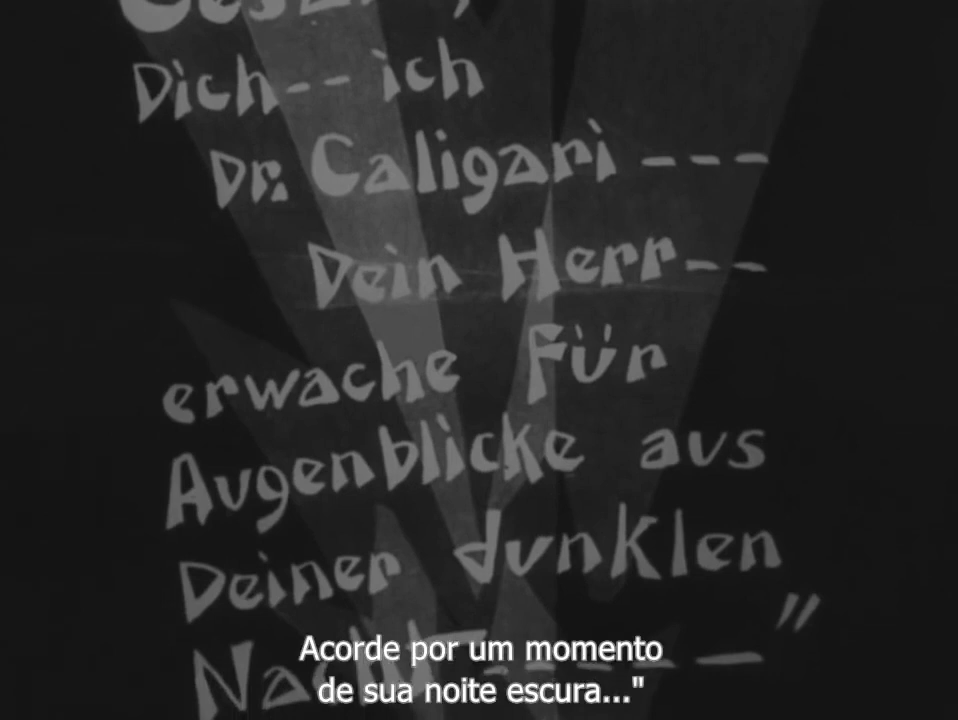 Dich-- ich
Dr. Caligari ---
Dein Herr--
erwache Für
Augenblicke aus
Deiner dunklen
Nacht-----"
Acorde por um momento
de sua noite escura..."